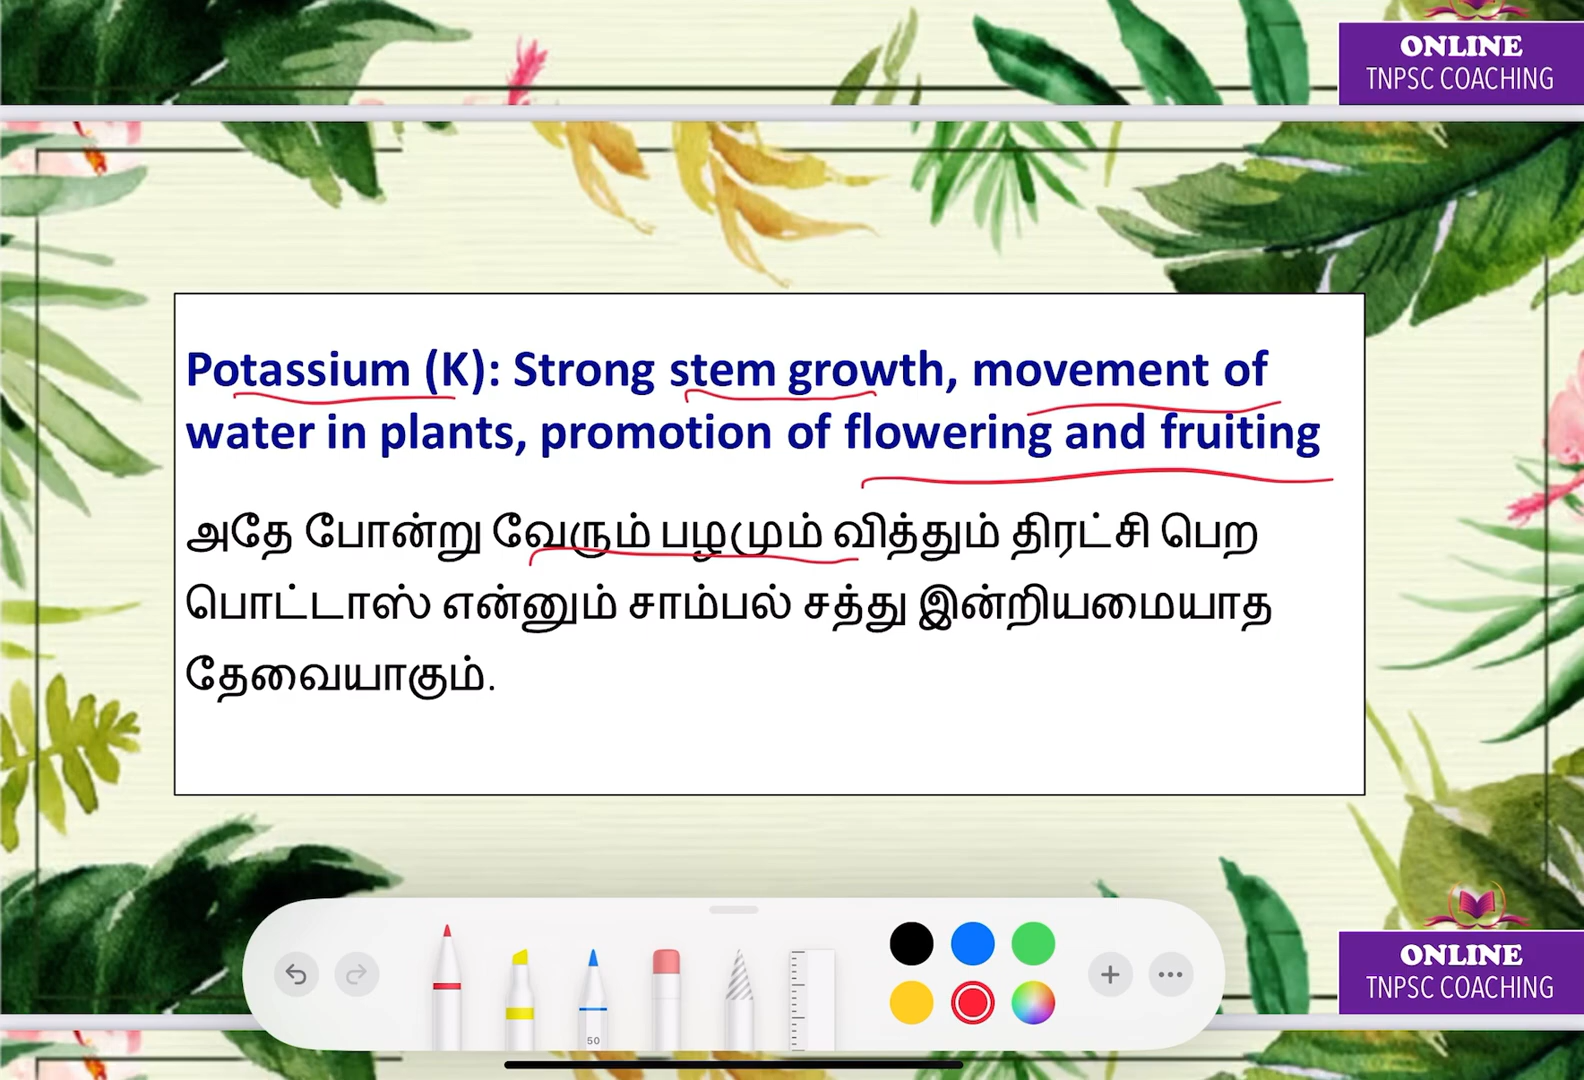 ONLINE
TNPSC COACHING
Potassium (K): Strong stem growth, movement of
water in plants, promotion of flowering and fruiting
அதே போன்று வேரும் பழமும் வித்தும் திரட்சி பெற
பொட்டாஸ் என்னும் சாம்பல் சத்து இன்றியமையாத
தேவையாகும்.
50
ONLINE
TNPSC COACHING